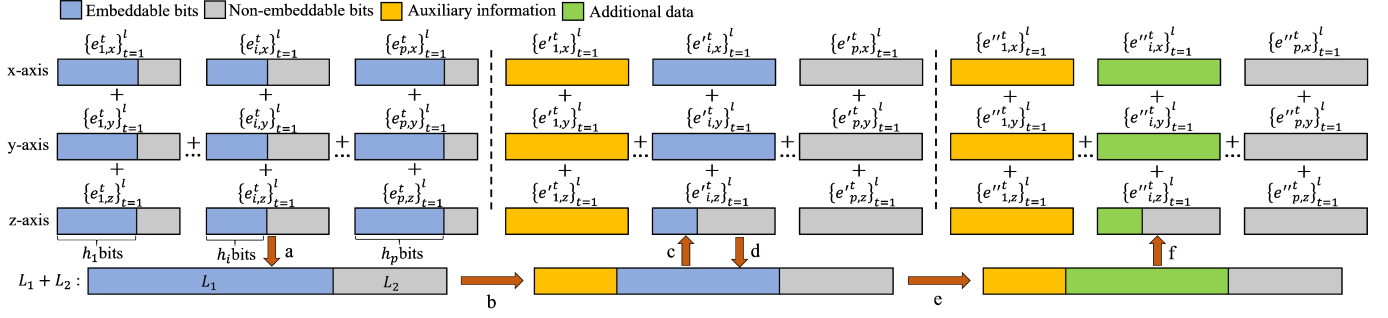 Embeddable bits Non-embeddable bits Auxiliary information Additional data
{e^t_{1,x}}^l_{t=1} {e^t_{i,x}}^l_{t=1} {e^t_{p,x}}^l_{t=1} {e'^t_{1,x}}^l_{t=1} {e'^t_{i,x}}^l_{t=1} {e'^t_{p,x}}^l_{t=1} {e''^t_{1,x}}^l_{t=1} {e''^t_{i,x}}^l_{t=1} {e''^t_{p,x}}^l_{t=1}
x-axis
+ + + + + + + + +
{e^t_{1,y}}^l_{t=1} {e^t_{i,y}}^l_{t=1} {e^t_{p,y}}^l_{t=1} {e'^t_{1,y}}^l_{t=1} {e'^t_{i,y}}^l_{t=1} {e'^t_{p,y}}^l_{t=1} {e''^t_{1,y}}^l_{t=1} {e''^t_{i,y}}^l_{t=1} {e''^t_{p,y}}^l_{t=1}
y-axis + ... + ... + ... + ... + ... + ...
+ + + + + + + + +
{e^t_{1,z}}^l_{t=1} {e^t_{i,z}}^l_{t=1} {e^t_{p,z}}^l_{t=1} {e'^t_{1,z}}^l_{t=1} {e'^t_{i,z}}^l_{t=1} {e'^t_{p,z}}^l_{t=1} {e''^t_{1,z}}^l_{t=1} {e''^t_{i,z}}^l_{t=1} {e''^t_{p,z}}^l_{t=1}
z-axis
h_1 bits h_i bits a h_p bits c d f
L_1 + L_2 : L_1 L_2
b e